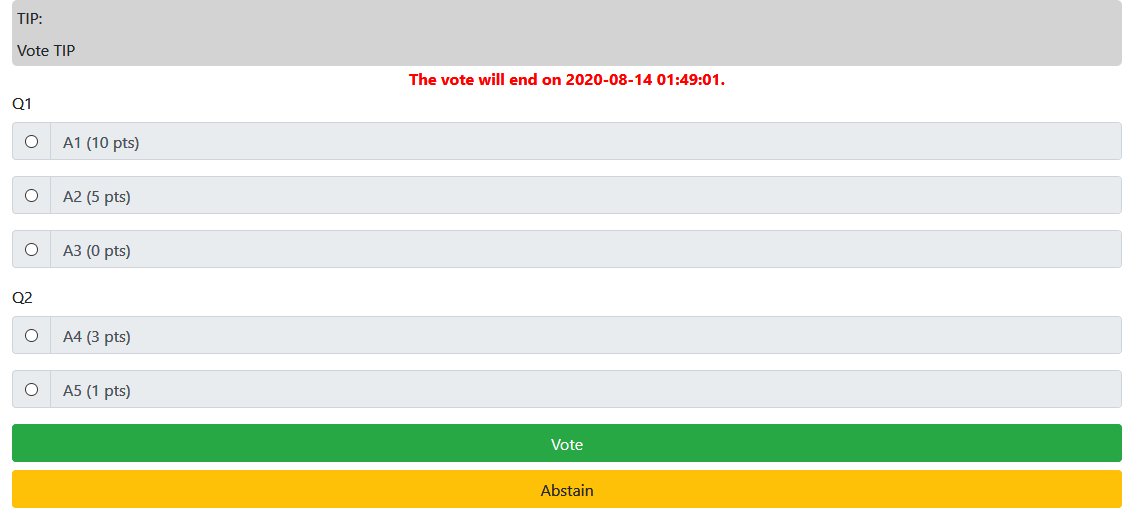 TIP:
Vote TIP
The vote will end on 2020-08-14 01:49:01.
Q1
A1 (10 pts)
A2 (5 pts)
A3 (0 pts)
Q2
A4 (3 pts)
A5 (1 pts)
Vote
Abstain